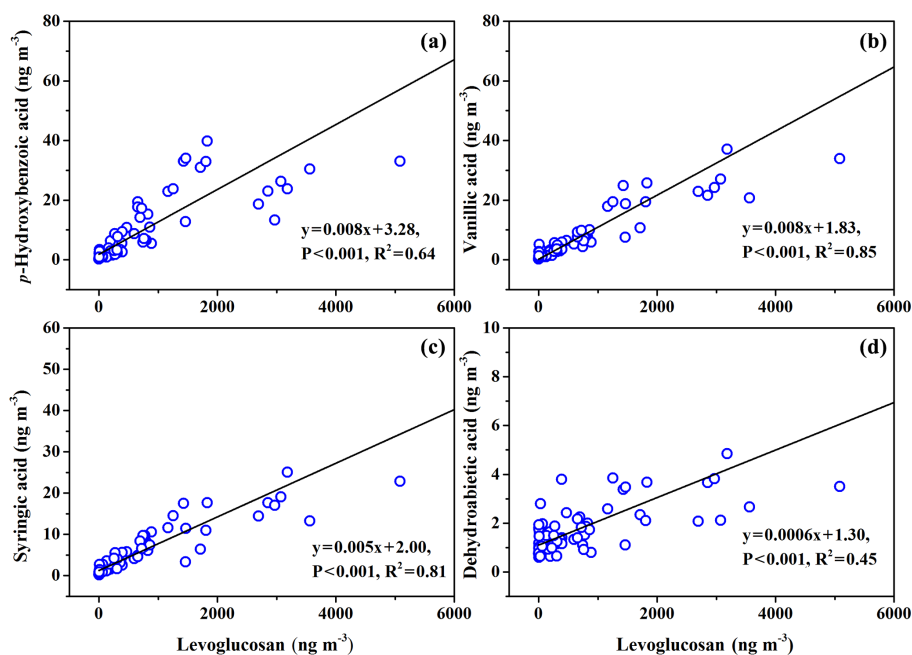 80
60
40
20
0
0
2000
4000
6000
p-Hydroxybenzoic acid (ng m⁻³)
(a)
y=0.008x+3.28,
P<0.001, R²=0.64
80
60
40
20
0
0
2000
4000
6000
Vanillic acid (ng m⁻³)
(b)
y=0.008x+1.83,
P<0.001, R²=0.85
60
50
40
30
20
10
0
0
2000
4000
6000
Syringic acid (ng m⁻³)
(c)
y=0.005x+2.00,
P<0.001, R²=0.81
Levoglucosan (ng m⁻³)
10
8
6
4
2
0
0
2000
4000
6000
Dehydroabietic acid (ng m⁻³)
(d)
y=0.0006x+1.30,
P<0.001, R²=0.45
Levoglucosan (ng m⁻³)